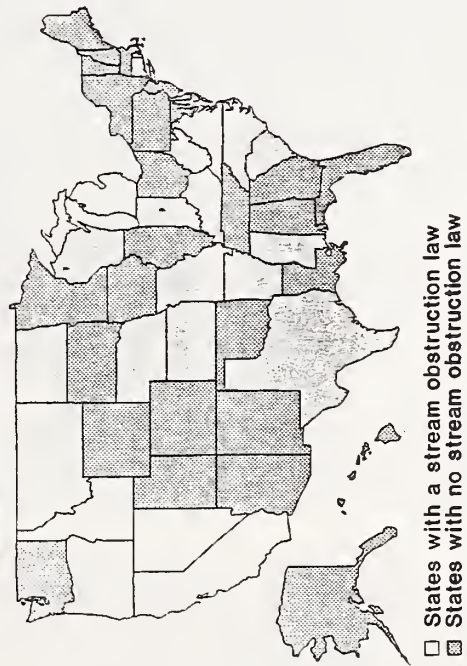 □ States with a stream obstruction law
▩ States with no stream obstruction law